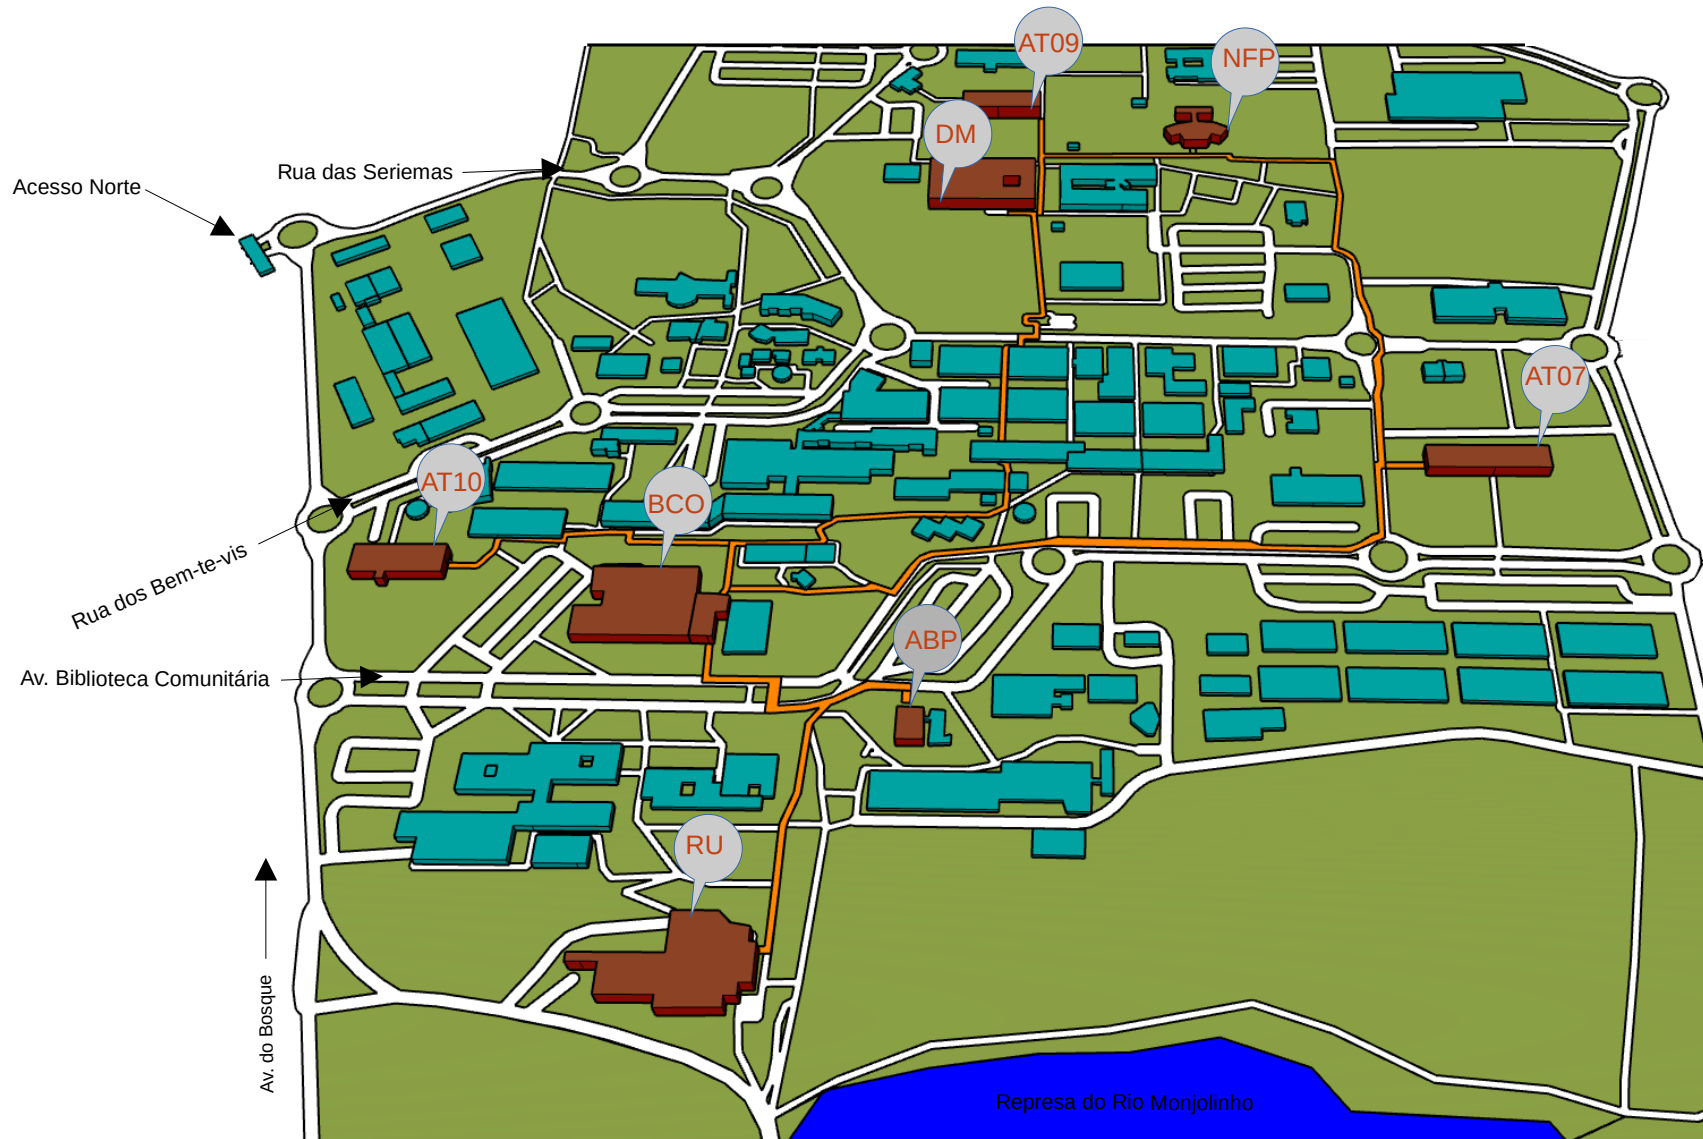 AT09
NFP
DM
Rua das Seriemas
Acesso Norte
AT07
AT10
BCO
Rua dos Bem-te-vis
ABP
Av. Biblioteca Comunitária
RU
Av. do Bosque
Represa do Rio Monjolinho